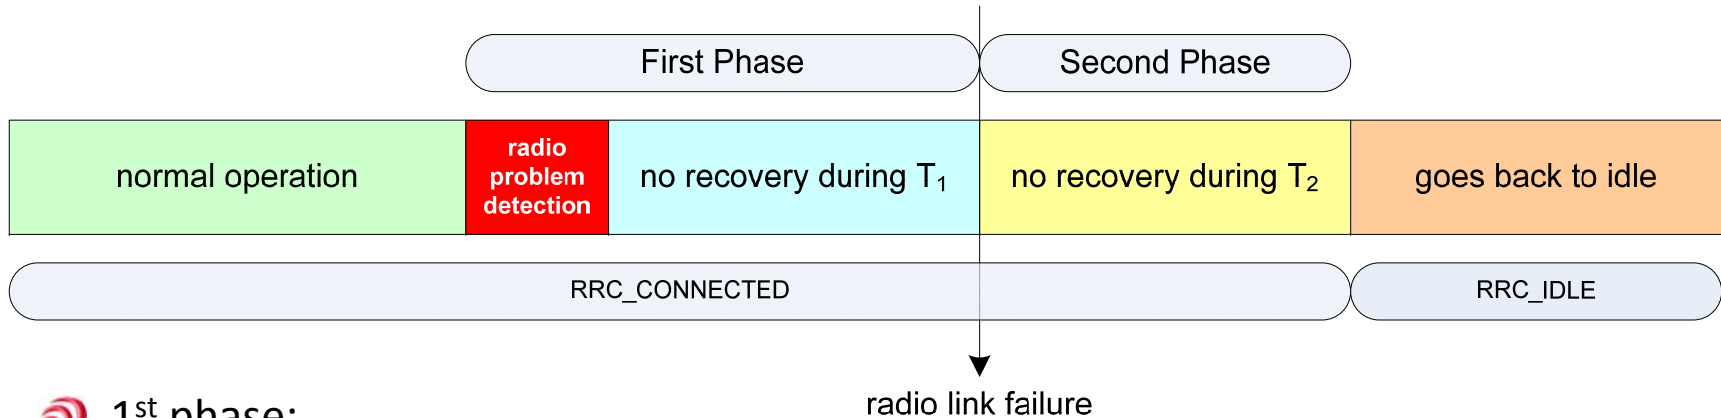 First Phase
Second Phase
normal operation
radio
problem
detection
no recovery during T₁
no recovery during T₂
goes back to idle
RRC_CONNECTED
RRC_IDLE
1st phase:
radio link failure